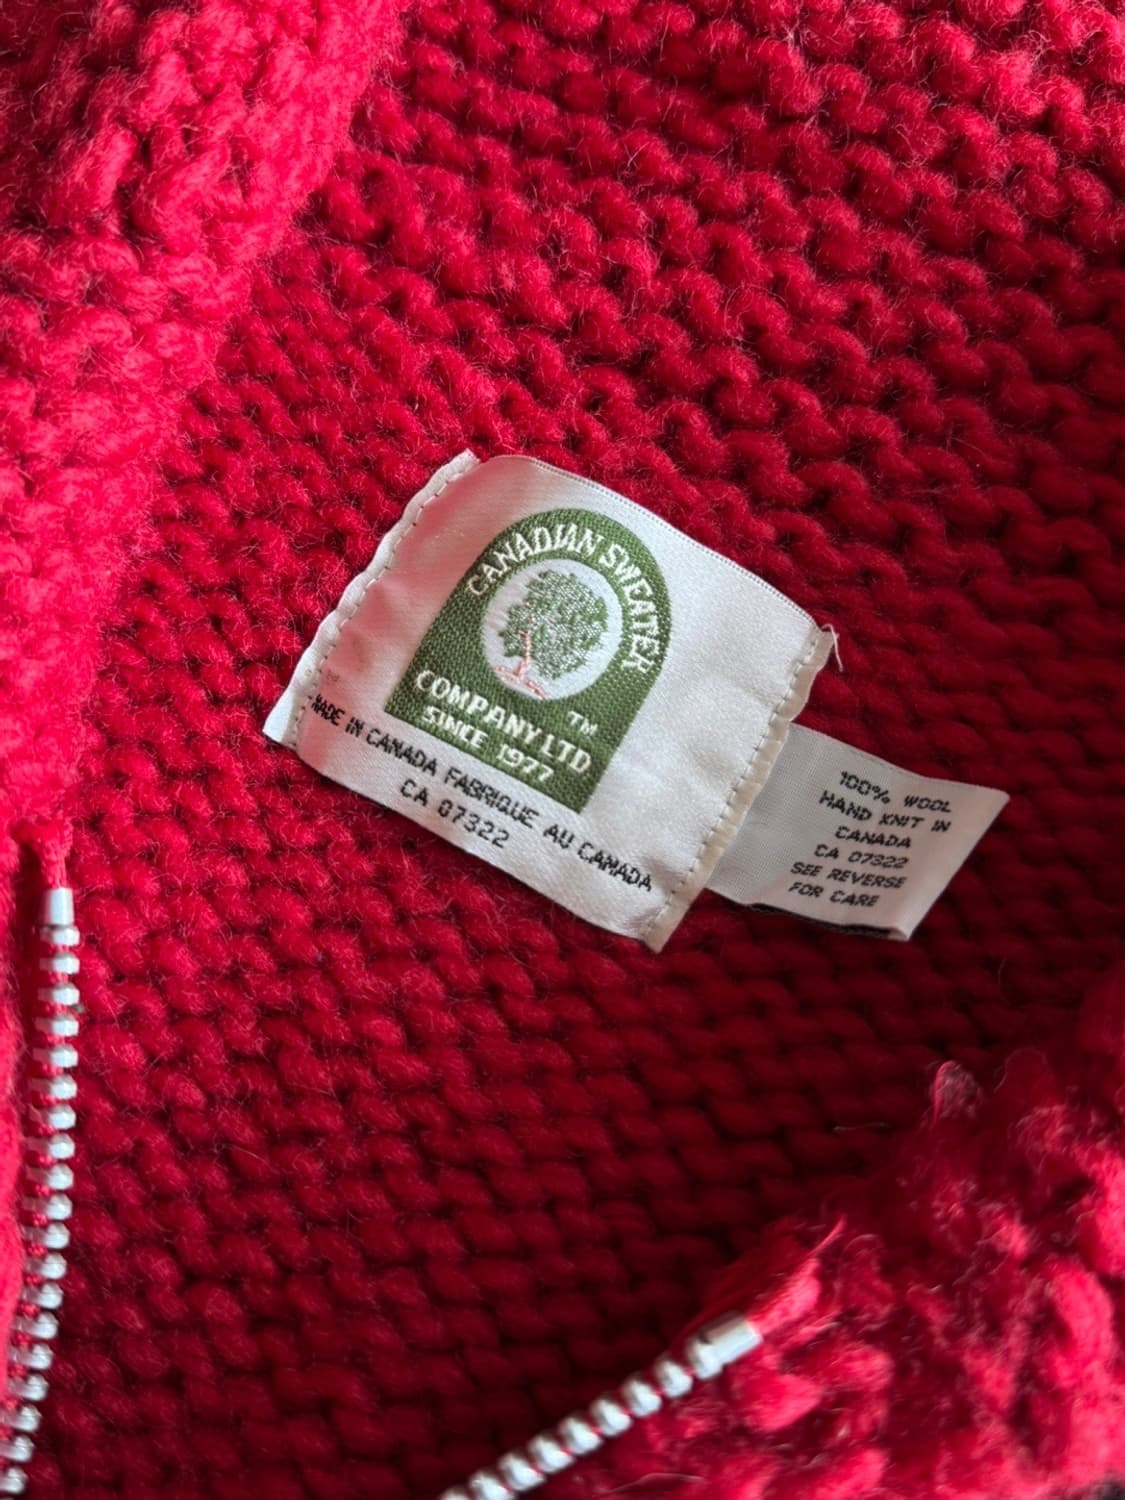 CANADIAN SWEATER
COMPANY LTD
TM
SINCE 1977
MADE IN CANADA FABRIQUE AU CANADA
CA 07322
100% WOOL
HAND KNIT IN
CANADA
CA 07322
SEE REVERSE
FOR CARE